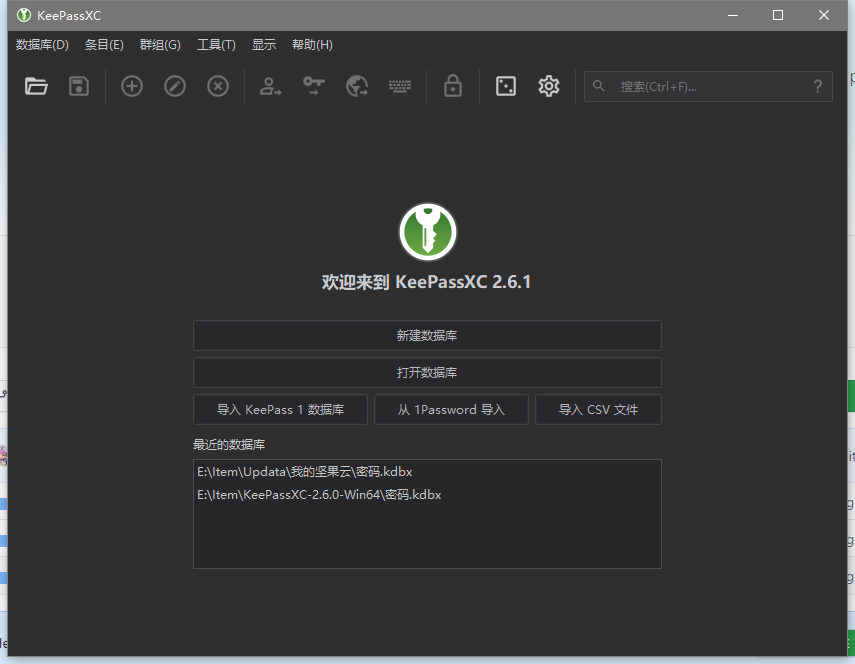 KeePassXC
数据库(D) 条目(E) 群组(G) 工具(T) 显示 帮助(H)
搜索(Ctrl+F)... ?
欢迎来到 KeePassXC 2.6.1
新建数据库
打开数据库
导入 KeePass 1 数据库 从 1Password 导入 导入 CSV 文件
最近的数据库
E:\Item\Updata\我的坚果云\密码.kdbx
E:\Item\KeePassXC-2.6.0-Win64\密码.kdbx